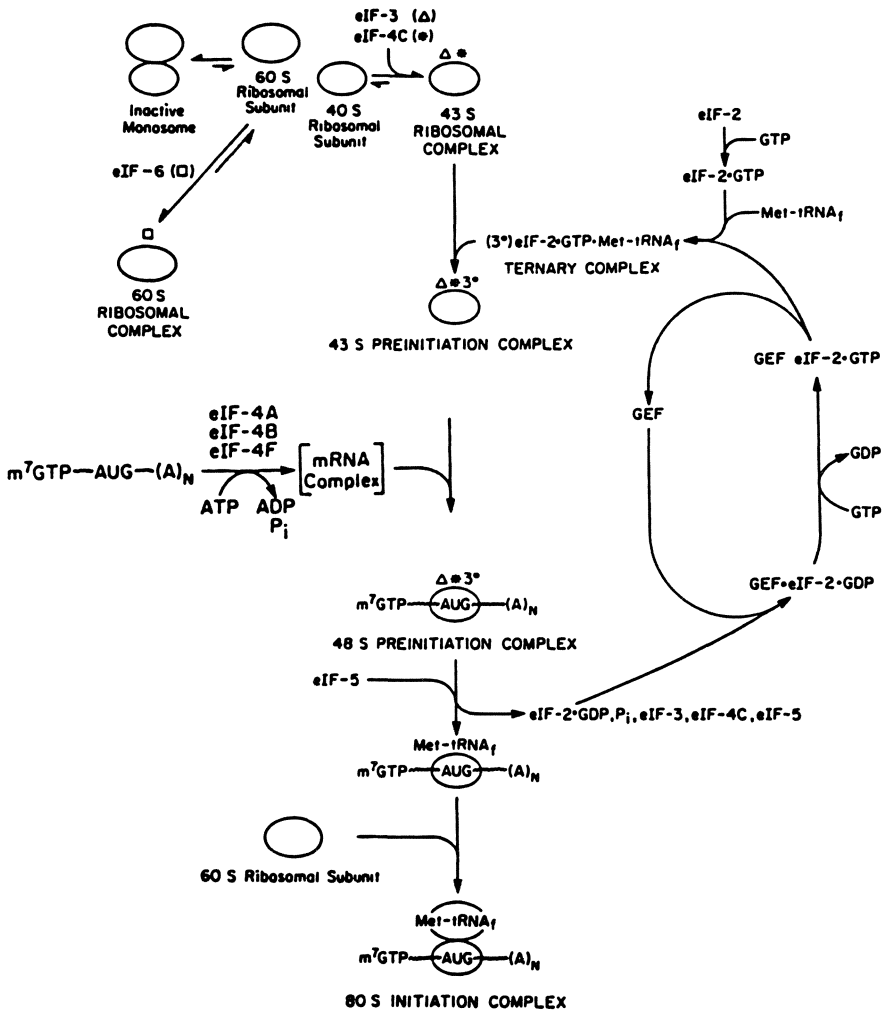 eIF-3 (△)
eIF-4C (✱)
△ ✱
Inactive
Monosome
60 S
Ribosomal
Subunit
40 S
Ribosomal
Subunit
43 S
RIBOSOMAL
COMPLEX
eIF-2
GTP
eIF-2•GTP
Met-tRNAf
eIF-6 (□)
□
60 S
RIBOSOMAL
COMPLEX
(3°)eIF-2•GTP•Met-tRNAf
TERNARY COMPLEX
△✱3°
43 S PREINITIATION COMPLEX
GEF eIF-2•GTP
GEF
GDP
GTP
GEF•eIF-2•GDP
eIF-4A
eIF-4B
eIF-4F
m⁷GTP—AUG—(A)N
ATP ADP
Pi
[mRNA
Complex]
△✱3°
m⁷GTP—AUG—(A)N
48 S PREINITIATION COMPLEX
eIF-5
eIF-2•GDP,Pi,eIF-3,eIF-4C,eIF-5
Met-tRNAf
m⁷GTP—AUG—(A)N
60 S Ribosomal Subunit
Met-tRNAf
m⁷GTP—AUG—(A)N
80 S INITIATION COMPLEX